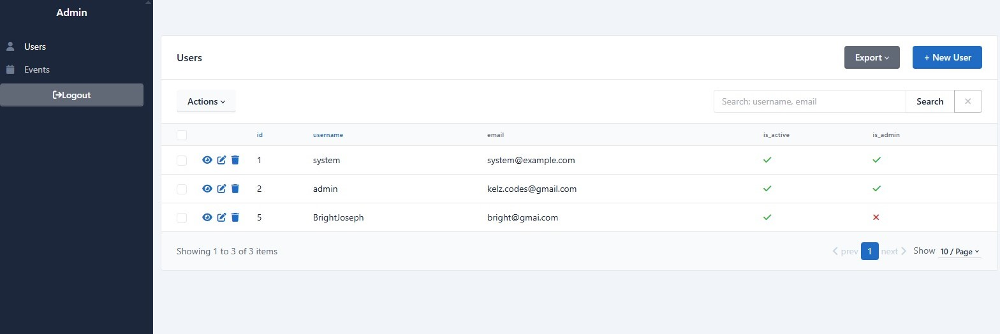 Admin
Users
Events
Logout
Users
Export
+ New User
Actions
Search: username, email
Search
id username email is_active is_admin
1 system system@example.com
2 admin kelz.codes@gmail.com
5 BrightJoseph bright@gmai.com
Showing 1 to 3 of 3 items
prev 1 next Show 10 / Page